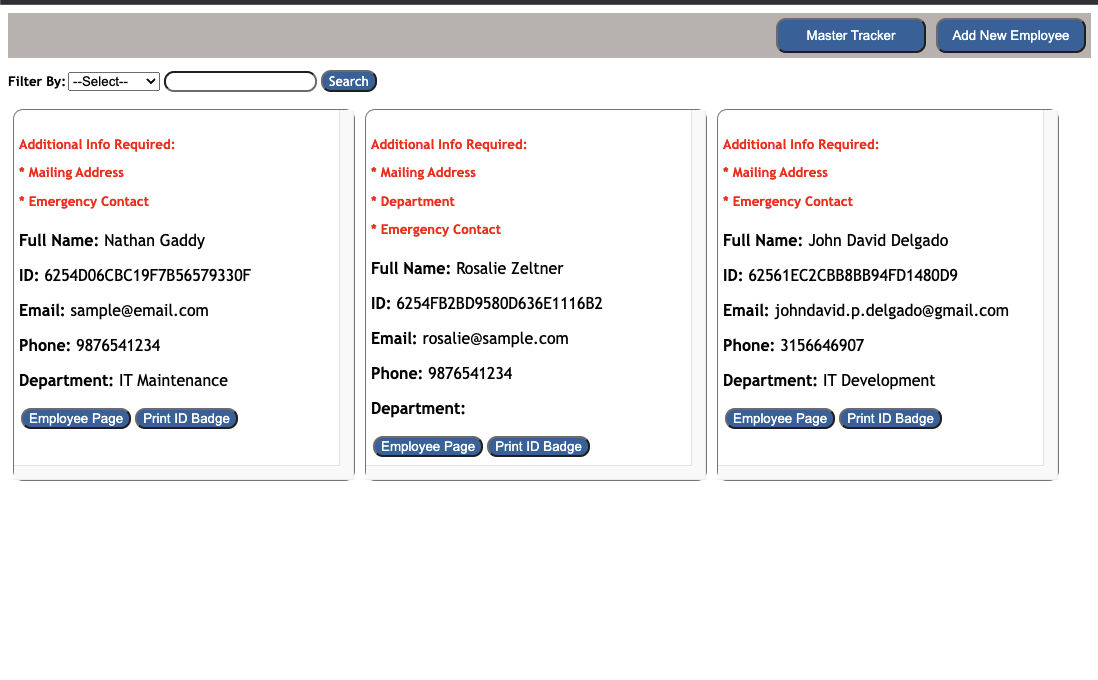 Master Tracker Add New Employee
Filter By: --Select-- Search
Additional Info Required:
* Mailing Address
* Emergency Contact
Full Name: Nathan Gaddy
ID: 6254D06CBC19F7B56579330F
Email: sample@email.com
Phone: 9876541234
Department: IT Maintenance
Employee Page Print ID Badge
Additional Info Required:
* Mailing Address
* Department
* Emergency Contact
Full Name: Rosalie Zeltner
ID: 6254FB2BD9580D636E1116B2
Email: rosalie@sample.com
Phone: 9876541234
Department:
Employee Page Print ID Badge
Additional Info Required:
* Mailing Address
* Emergency Contact
Full Name: John David Delgado
ID: 62561EC2CBB8BB94FD1480D9
Email: johndavid.p.delgado@gmail.com
Phone: 3156646907
Department: IT Development
Employee Page Print ID Badge